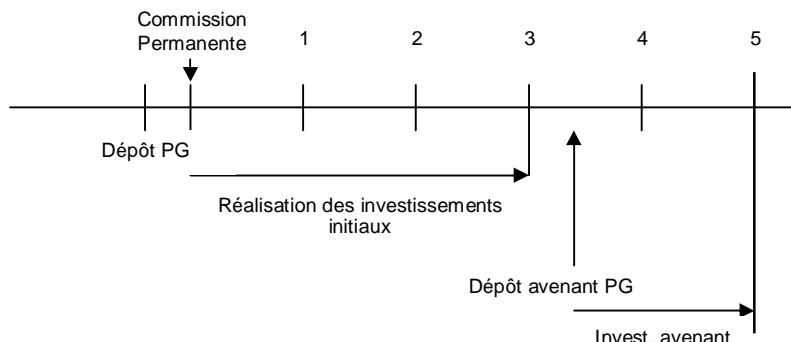 Commission
Permanente
1
2
3
4
5
Dépôt PG
Réalisation des investissements
initiaux
Dépôt avenant PG
Invest. avenant